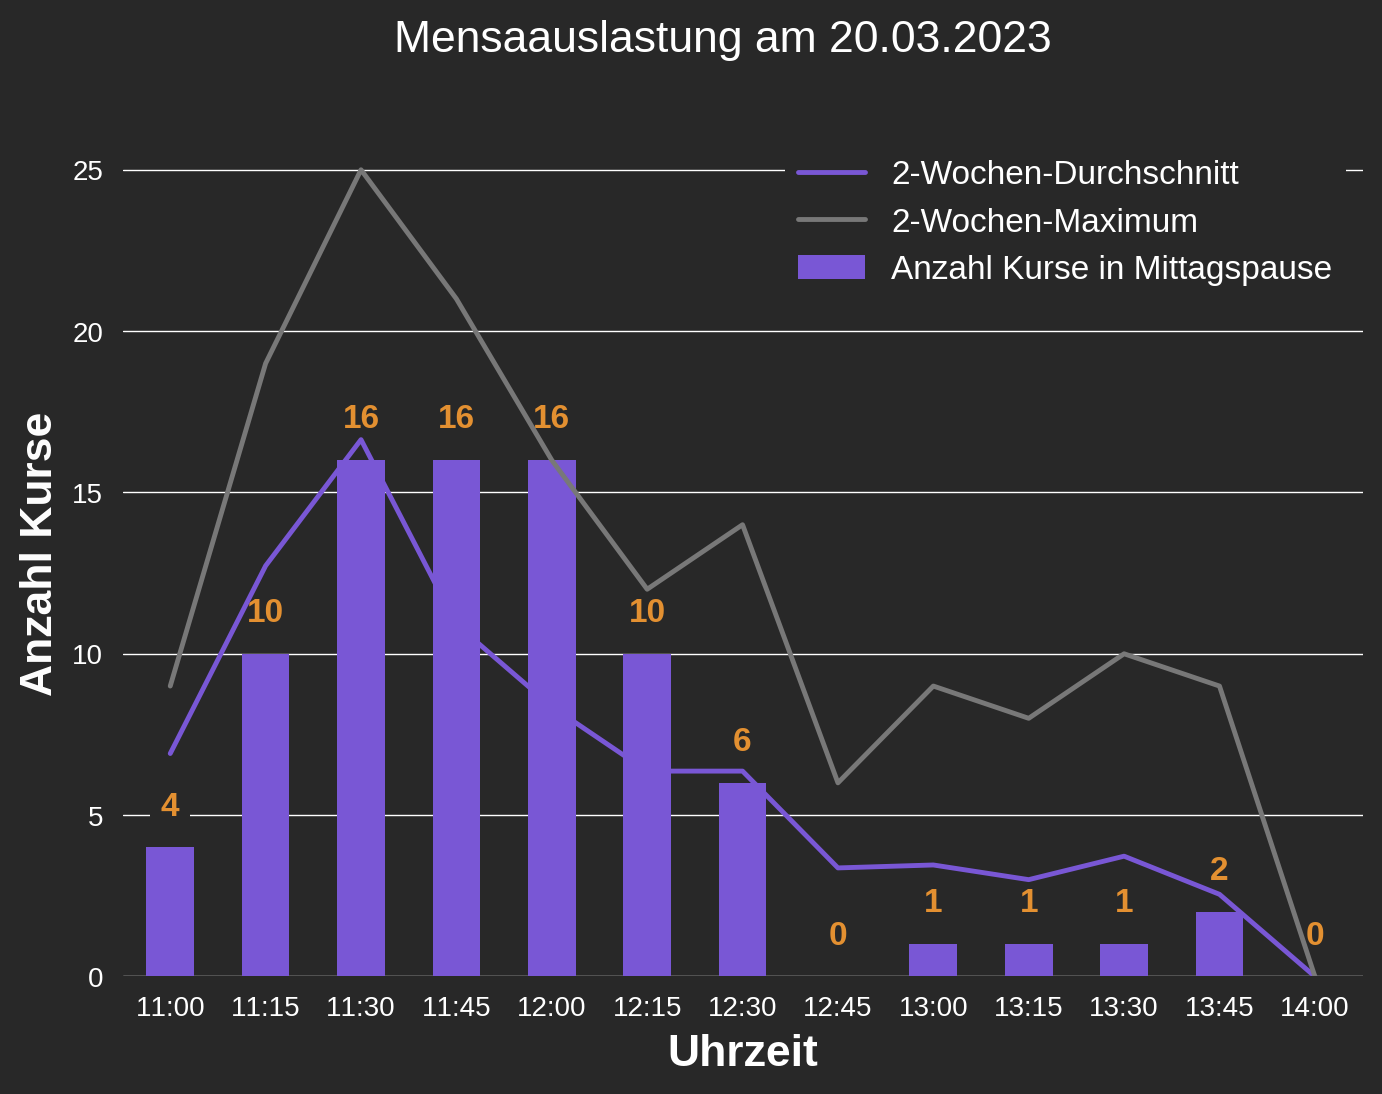 Mensaauslastung am 20.03.2023
2-Wochen-Durchschnitt
2-Wochen-Maximum
Anzahl Kurse in Mittagspause
Anzahl Kurse
25
20
15
10
5
0
4
10
16
16
16
10
6
0
1
1
1
2
0
11:00 11:15 11:30 11:45 12:00 12:15 12:30 12:45 13:00 13:15 13:30 13:45 14:00
Uhrzeit